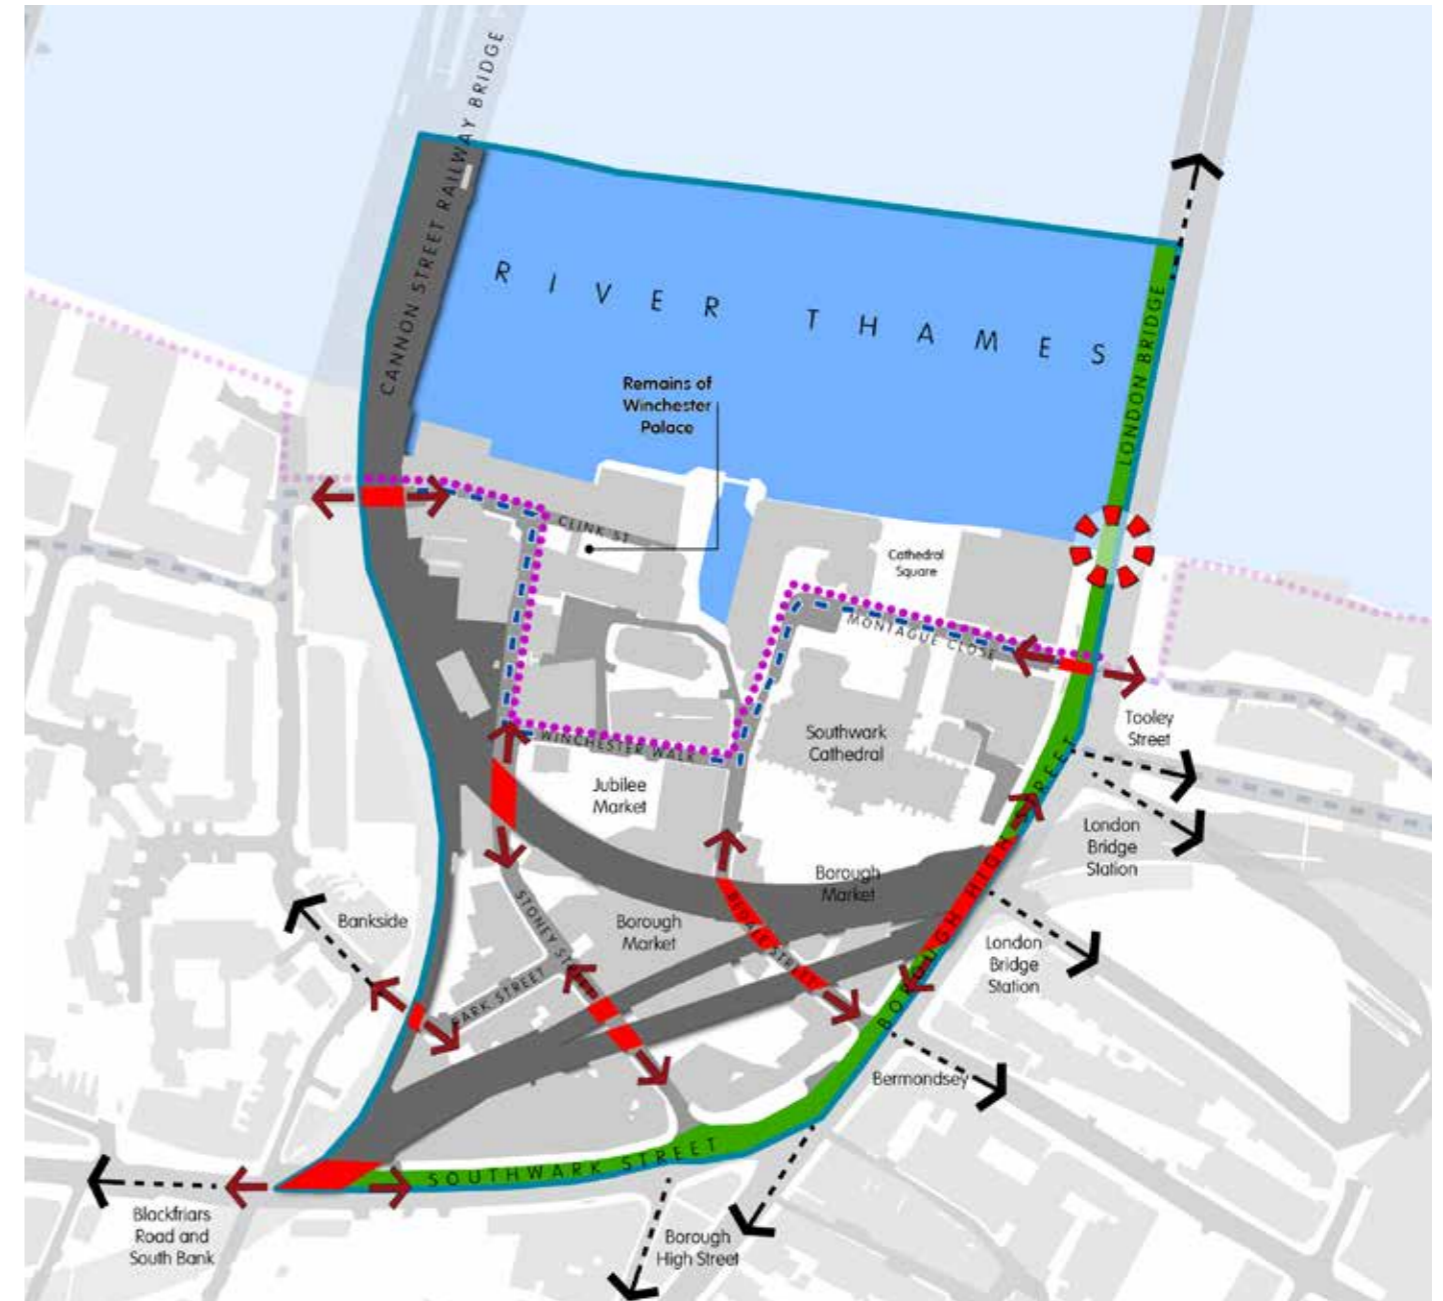 CANNON STREET RAILWAY BRIDGE
RIVER THAMES
LONDON BRIDGE
Remains of
Winchester
Palace
CLINK ST
Cathedral
Square
MONTAGUE CLOSE
Tooley
Street
Southwark
Cathedral
WINCHESTER WALK
Jubilee
Market
London
Bridge
Station
Borough
Market
BOROUGH HIGH STREET
STONEY ST
Borough
Market
BEDALE STREET
Bankside
London
Bridge
Station
PARK STREET
Bermondsey
SOUTHWARK STREET
Blackfriars
Road and
South Bank
Borough
High Street